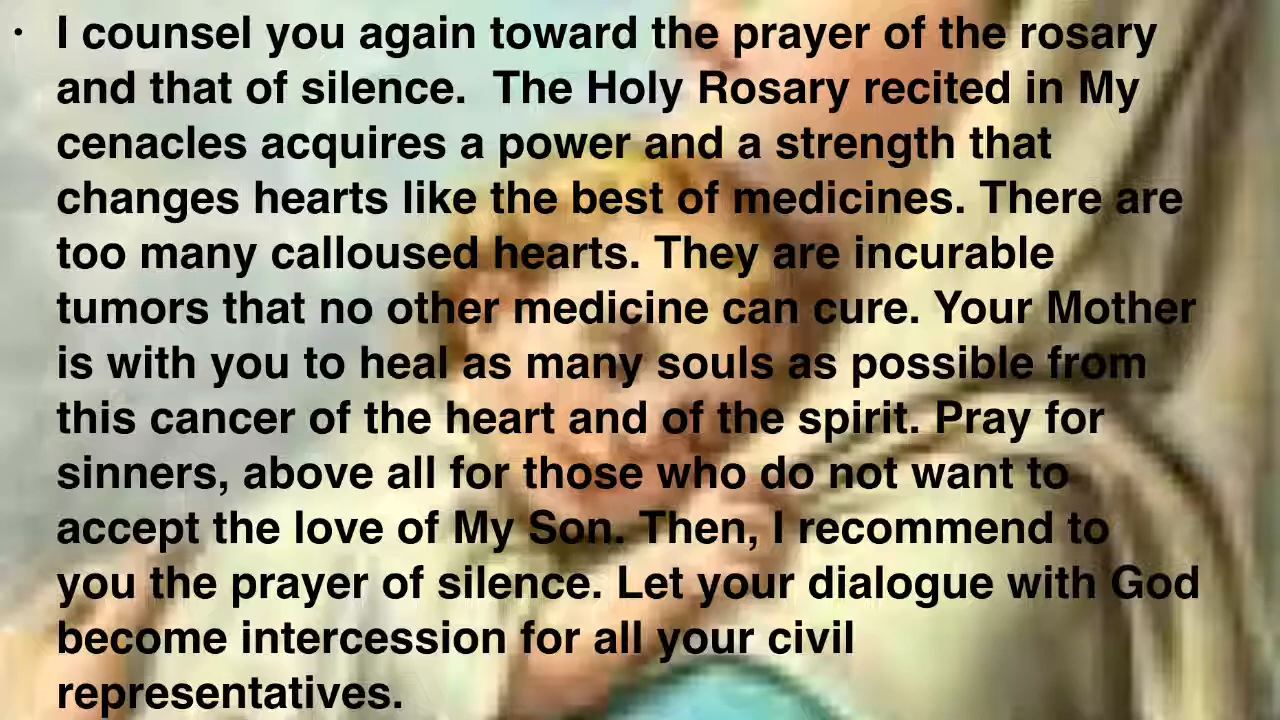 • I counsel you again toward the prayer of the rosary
and that of silence.  The Holy Rosary recited in My
cenacles acquires a power and a strength that
changes hearts like the best of medicines. There are
too many calloused hearts. They are incurable
tumors that no other medicine can cure. Your Mother
is with you to heal as many souls as possible from
this cancer of the heart and of the spirit. Pray for
sinners, above all for those who do not want to
accept the love of My Son. Then, I recommend to
you the prayer of silence. Let your dialogue with God
become intercession for all your civil
representatives.